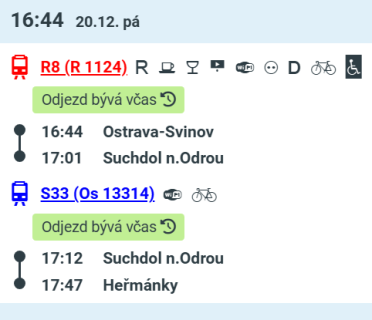 16:44 20.12. pá
R8 (R 1124) R D
Odjezd bývá včas
16:44 Ostrava-Svinov
17:01 Suchdol n.Odrou
S33 (Os 13314)
Odjezd bývá včas
17:12 Suchdol n.Odrou
17:47 Heřmánky